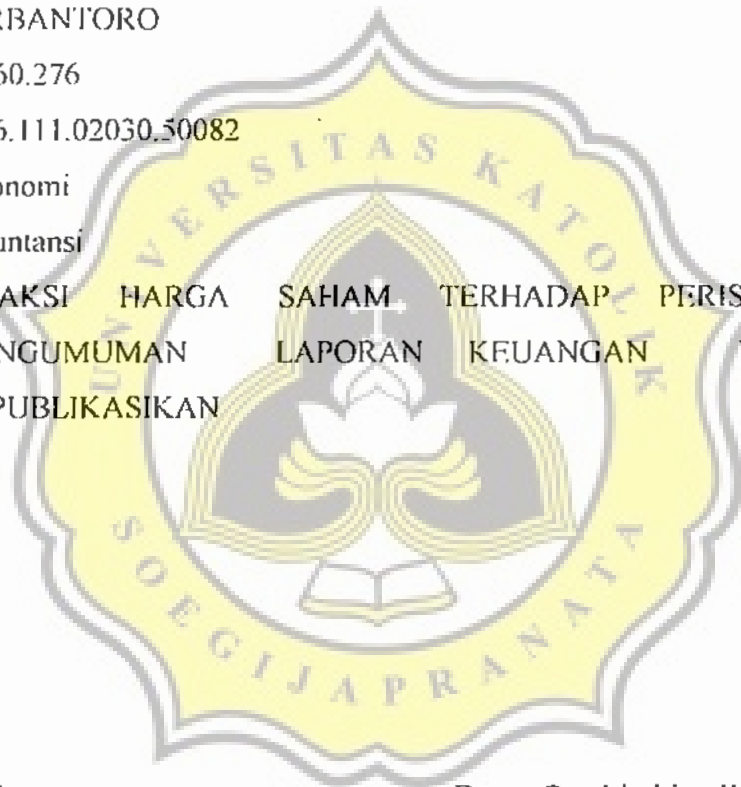 RBANTORO
60.276
6.111.02030.50082
onomi
untansi
AKSI HARGA SAHAM TERHADAP PERIS
NGUMUMAN LAPORAN KEUANGAN
PUBLIKASIKAN
UNIVERSITAS KATOLIK
SOEGIJAPRANATA